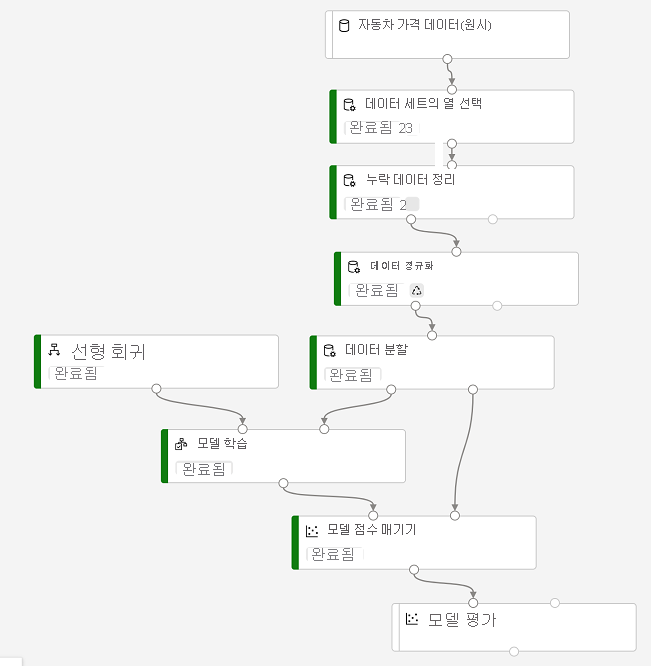 자동차 가격 데이터(원시)
데이터 세트의 열 선택
완료됨 23
누락 데이터 정리
완료됨 2
데이터 정규화
완료됨
선형 회귀
완료됨
데이터 분할
완료됨
모델 학습
완료됨
모델 점수 매기기
완료됨
모델 평가